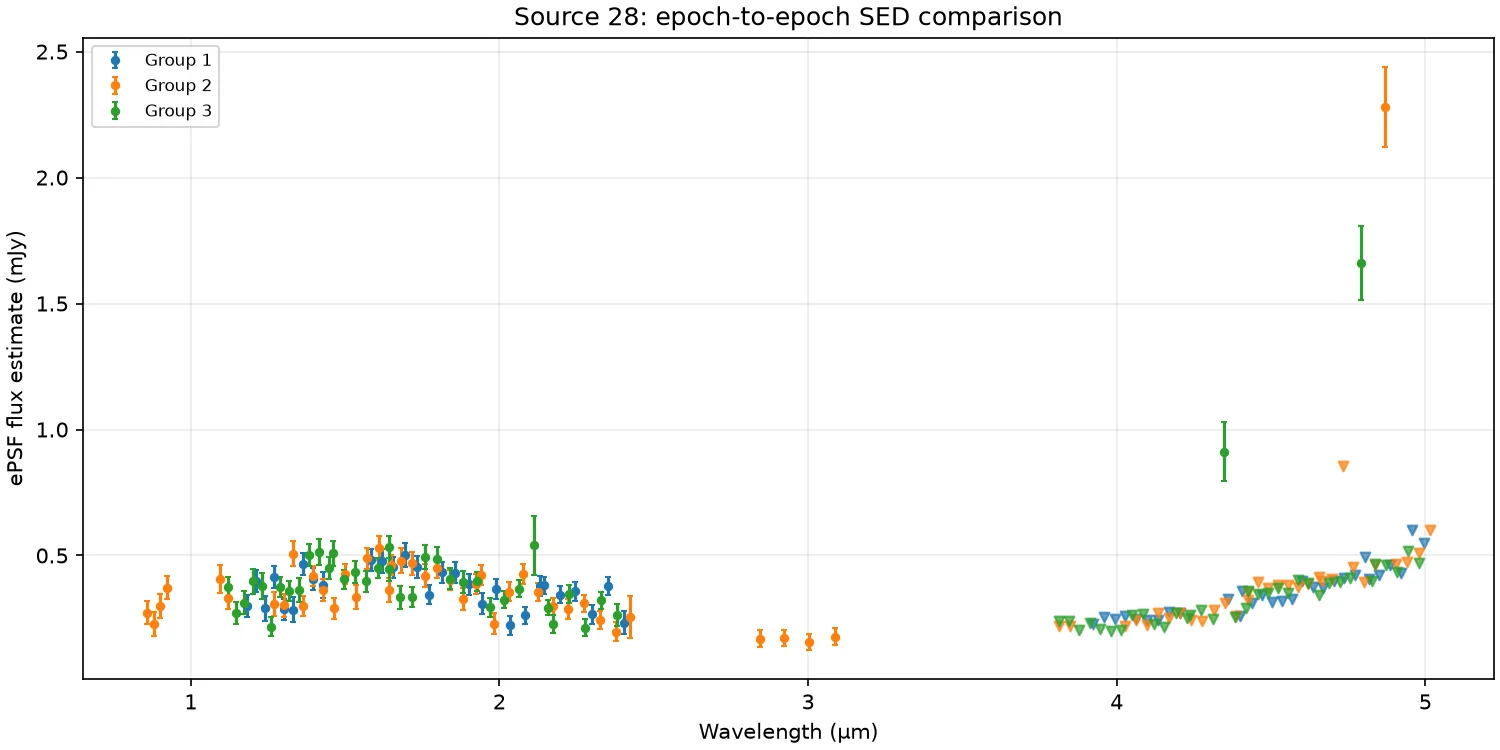 Source 28: epoch-to-epoch SED comparison
Group 1
Group 2
Group 3
ePSF flux estimate (mJy)
2.5
2.0
1.5
1.0
0.5
1 2 3 4 5
Wavelength (μm)